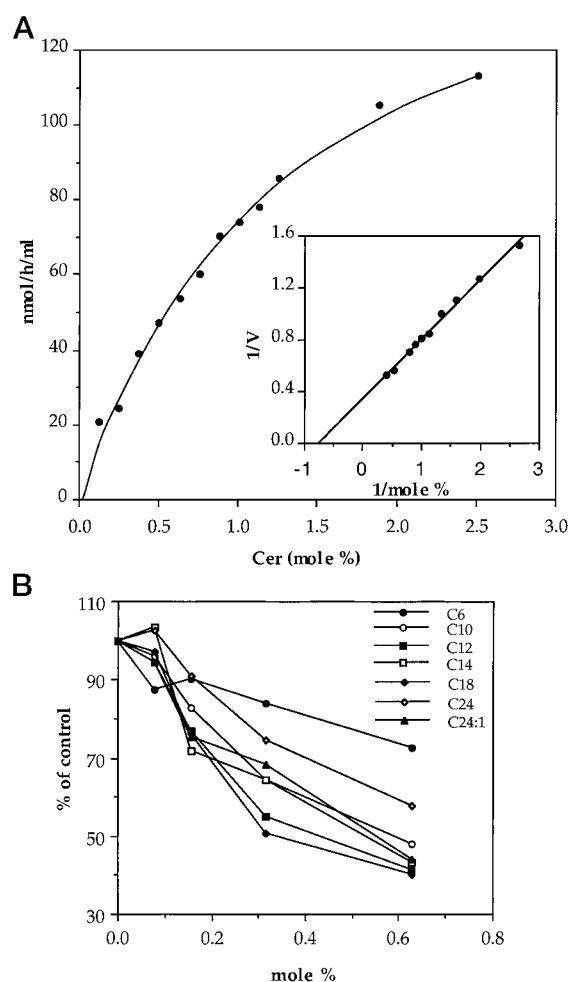 A
120
100
80
60
40
20
0
nmol/h/ml
0.0 0.5 1.0 1.5 2.0 2.5 3.0
Cer (mole %)
1.6
1.2
0.8
0.4
0.0
1/V
-1 0 1 2 3
1/mole %
B
110
90
70
50
30
% of control
C6
C10
C12
C14
C18
C24
C24:1
0.0 0.2 0.4 0.6 0.8
mole %